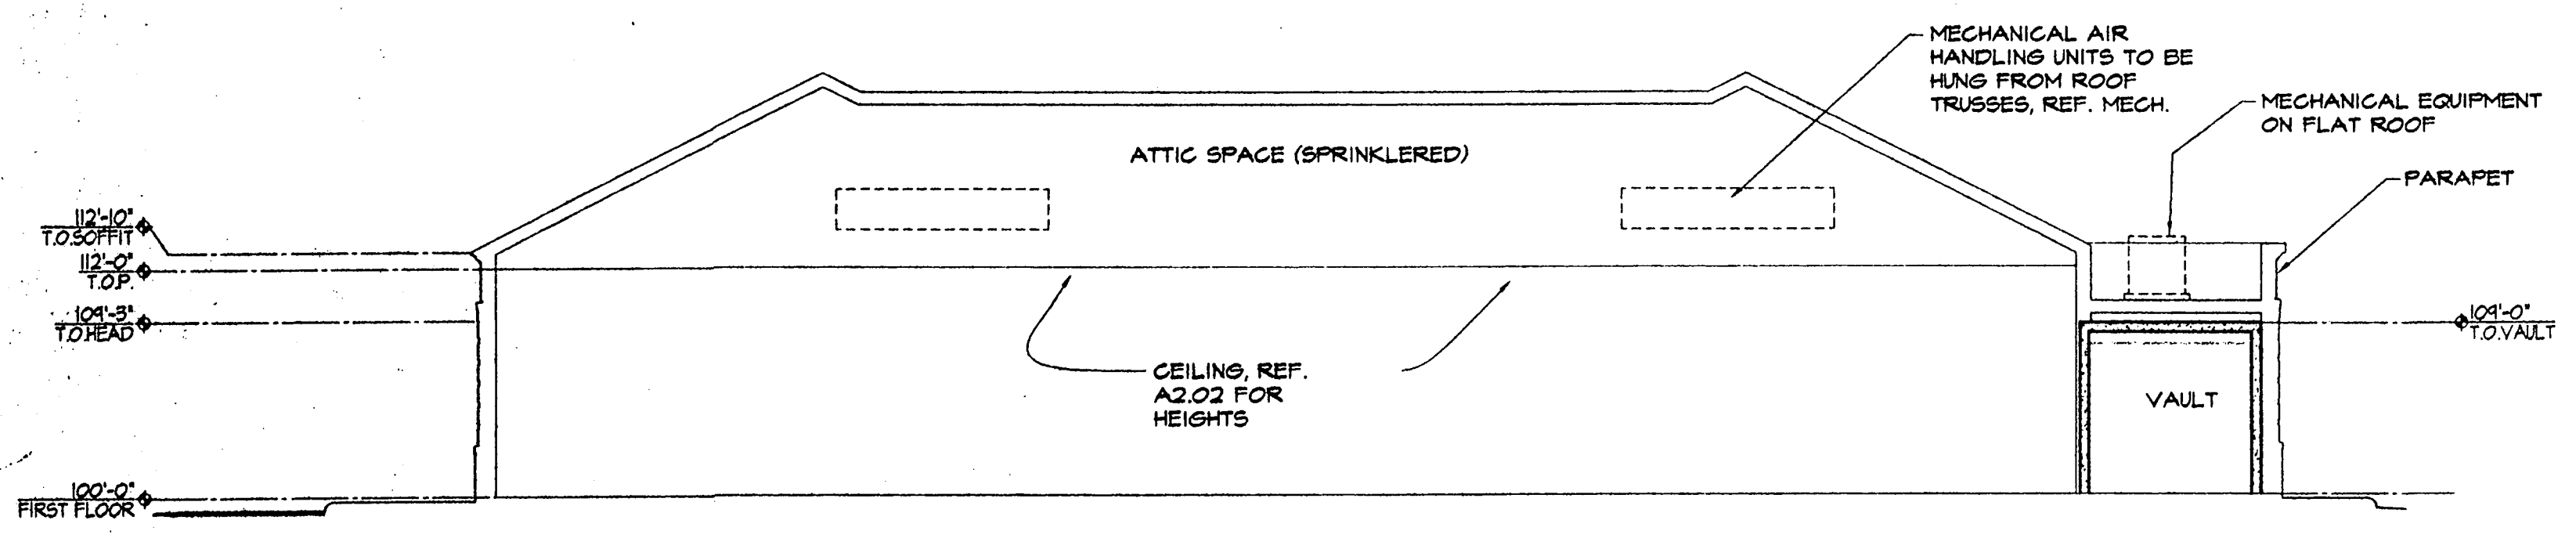 MECHANICAL AIR
HANDLING UNITS TO BE
HUNG FROM ROOF
TRUSSES, REF. MECH.
MECHANICAL EQUIPMENT
ON FLAT ROOF
PARAPET
ATTIC SPACE (SPRINKLERED)
112'-10"
T.O.SOFFIT
112'-0"
T.O.P.
109'-3"
T.O.HEAD
109'-0"
T.O.VAULT
CEILING, REF.
A2.02 FOR
HEIGHTS
VAULT
100'-0"
FIRST FLOOR